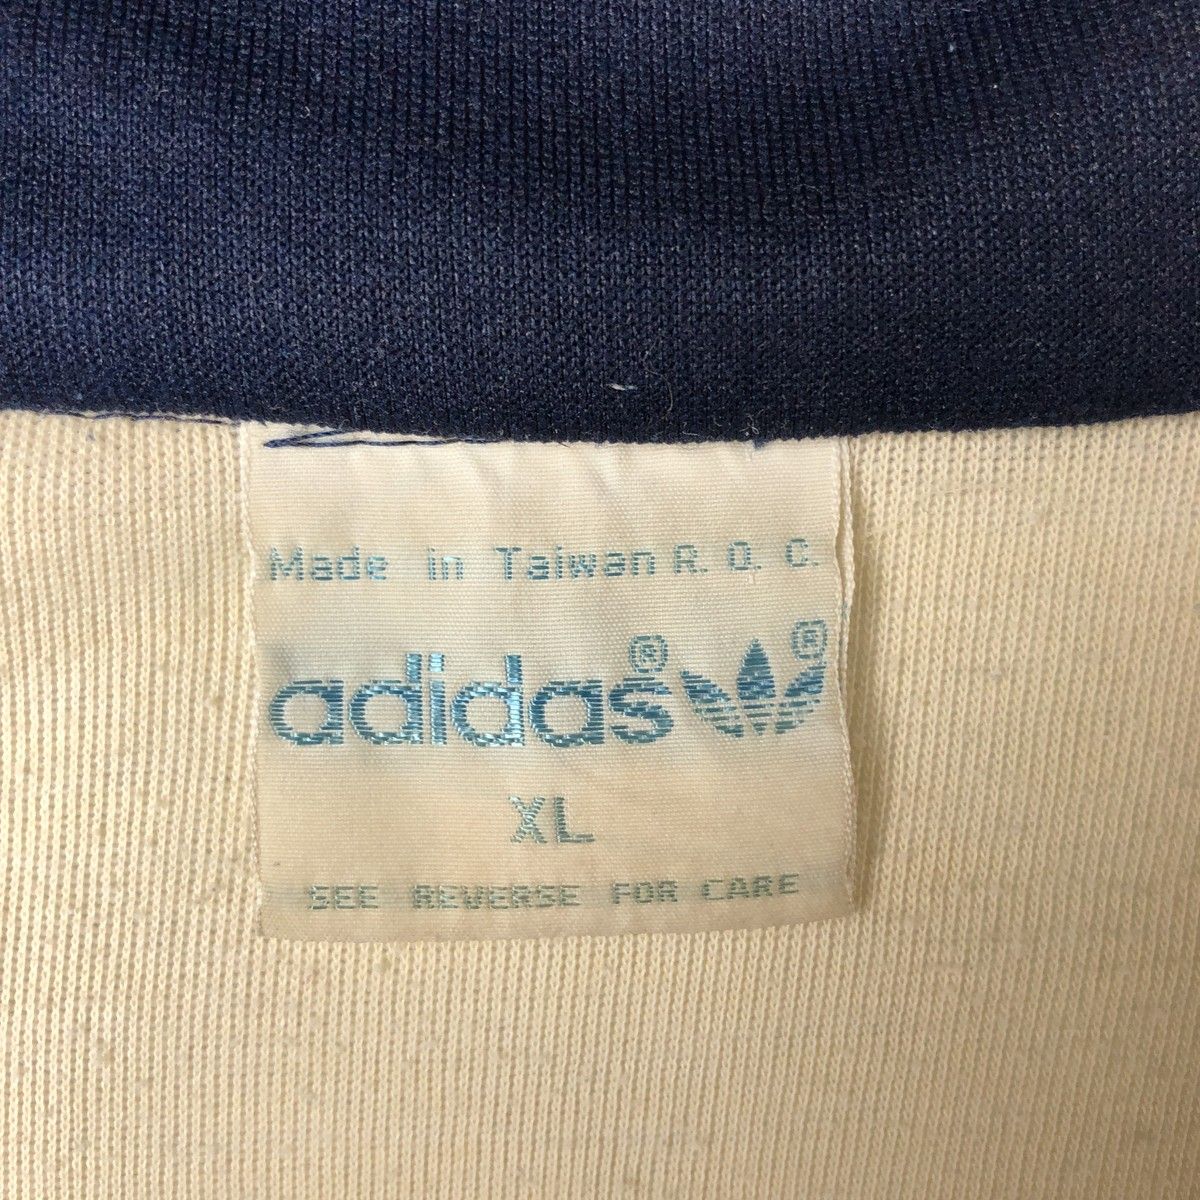 Made in Taiwan R. O. C.
adidas® ®
XL
SEE REVERSE FOR CARE